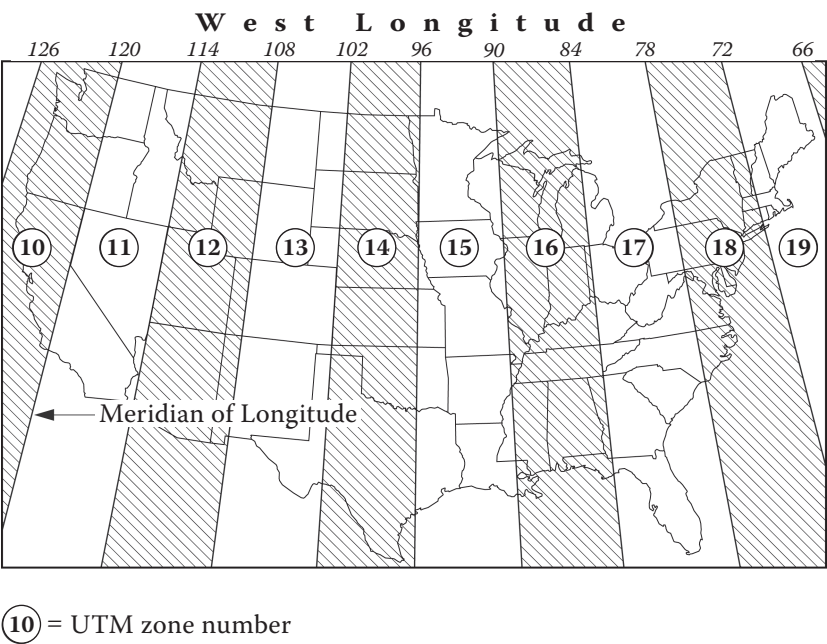 West Longitude
126 120 114 108 102 96 90 84 78 72 66
10 11 12 13 14 15 16 17 18 19
Meridian of Longitude
10 = UTM zone number